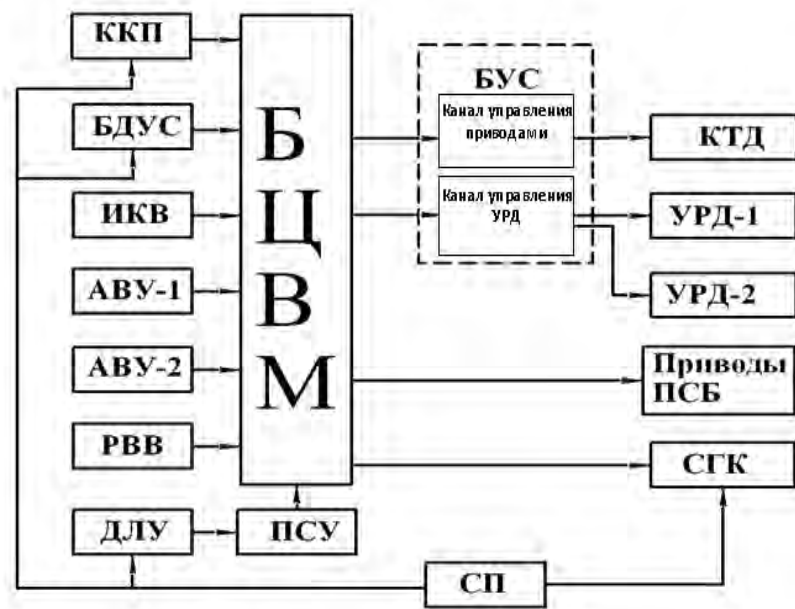 ККП
БДУС
ИКВ
АВУ-1
АВУ-2
РВВ
ДЛУ
ПСУ
Б
Ц
В
М
БУС
Канал управления
приводами
Канал управления
УРД
КТД
УРД-1
УРД-2
Приводы
ПСБ
СГК
СП